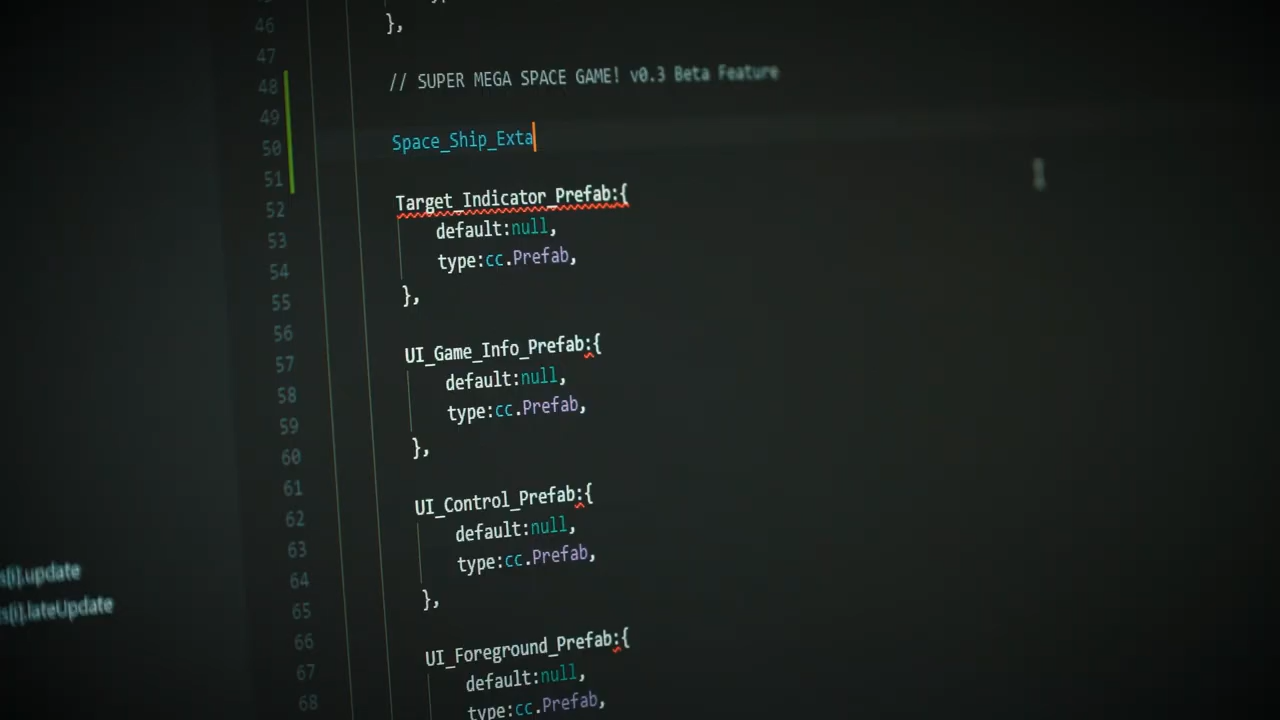 46
},
47
48
// SUPER MEGA SPACE GAME! v0.3 Beta Feature
49
50
Space_Ship_Exta
51
52
Target_Indicator_Prefab:{
53
default:null,
54
type:cc.Prefab,
55
},
56
57
UI_Game_Info_Prefab:{
58
default:null,
59
type:cc.Prefab,
60
},
61
62
UI_Control_Prefab:{
63
default:null,
64
type:cc.Prefab,
65
},
66
67
UI_Foreground_Prefab:{
68
default:null,
type:cc.Prefab,
s[i].update
s[i].lateUpdate